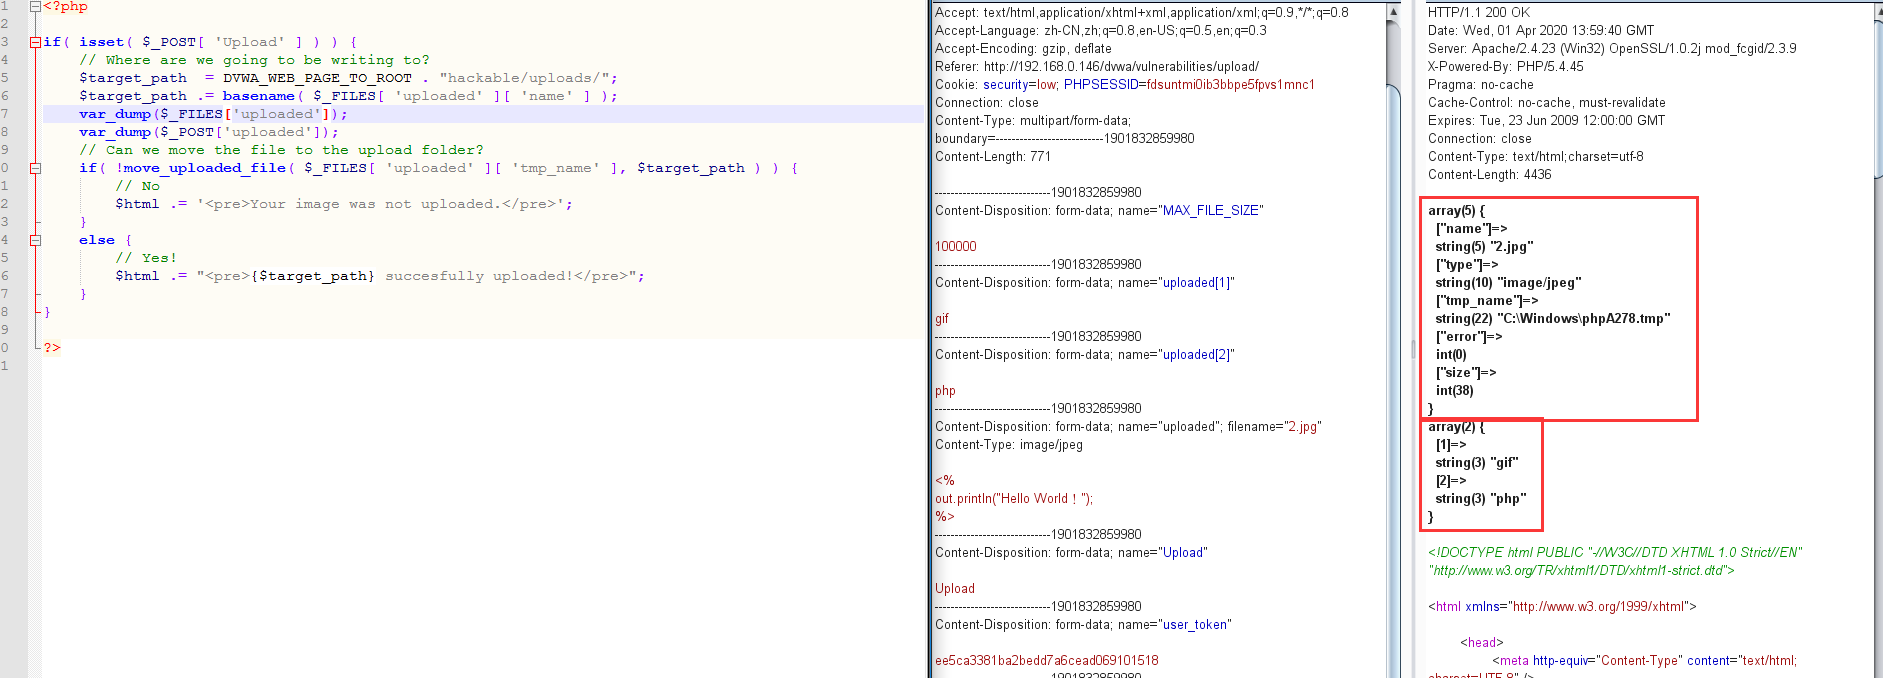 1 <?php
2
3 if( isset( $_POST[ 'Upload' ] ) ) {
4     // Where are we going to be writing to?
5     $target_path  = DVWA_WEB_PAGE_TO_ROOT . "hackable/uploads/";
6     $target_path .= basename( $_FILES[ 'uploaded' ][ 'name' ] );
7     var_dump($_FILES['uploaded']);
8     var_dump($_POST['uploaded']);
9     // Can we move the file to the upload folder?
0     if( !move_uploaded_file( $_FILES[ 'uploaded' ][ 'tmp_name' ], $target_path ) ) {
1         // No
2         $html .= '<pre>Your image was not uploaded.</pre>';
3     }
4     else {
5         // Yes!
6         $html .= "<pre>{$target_path} succesfully uploaded!</pre>";
7     }
8 }
9
0 ?>
1
Accept: text/html,application/xhtml+xml,application/xml;q=0.9,*/*;q=0.8
Accept-Language: zh-CN,zh;q=0.8,en-US;q=0.5,en;q=0.3
Accept-Encoding: gzip, deflate
Referer: http://192.168.0.146/dvwa/vulnerabilities/upload/
Cookie: security=low; PHPSESSID=fdsuntmi0ib3bbpe5fpvs1mnc1
Connection: close
Content-Type: multipart/form-data;
boundary=---------------------------1901832859980
Content-Length: 771
-----------------------------1901832859980
Content-Disposition: form-data; name="MAX_FILE_SIZE"
100000
-----------------------------1901832859980
Content-Disposition: form-data; name="uploaded[1]"
gif
-----------------------------1901832859980
Content-Disposition: form-data; name="uploaded[2]"
php
-----------------------------1901832859980
Content-Disposition: form-data; name="uploaded"; filename="2.jpg"
Content-Type: image/jpeg
<%
out.println("Hello World！");
%>
-----------------------------1901832859980
Content-Disposition: form-data; name="Upload"
Upload
-----------------------------1901832859980
Content-Disposition: form-data; name="user_token"
ee5ca3381ba2bedd7a6cead069101518
-----------------------------1901832859980
HTTP/1.1 200 OK
Date: Wed, 01 Apr 2020 13:59:40 GMT
Server: Apache/2.4.23 (Win32) OpenSSL/1.0.2j mod_fcgid/2.3.9
X-Powered-By: PHP/5.4.45
Pragma: no-cache
Cache-Control: no-cache, must-revalidate
Expires: Tue, 23 Jun 2009 12:00:00 GMT
Connection: close
Content-Type: text/html;charset=utf-8
Content-Length: 4436
array(5) {
["name"]=>
string(5) "2.jpg"
["type"]=>
string(10) "image/jpeg"
["tmp_name"]=>
string(22) "C:\Windows\phpA278.tmp"
["error"]=>
int(0)
["size"]=>
int(38)
}
array(2) {
[1]=>
string(3) "gif"
[2]=>
string(3) "php"
}
<!DOCTYPE html PUBLIC "-//W3C//DTD XHTML 1.0 Strict//EN"
"http://www.w3.org/TR/xhtml1/DTD/xhtml1-strict.dtd">
<html xmlns="http://www.w3.org/1999/xhtml">
<head>
<meta http-equiv="Content-Type" content="text/html;
charset=UTF-8" />